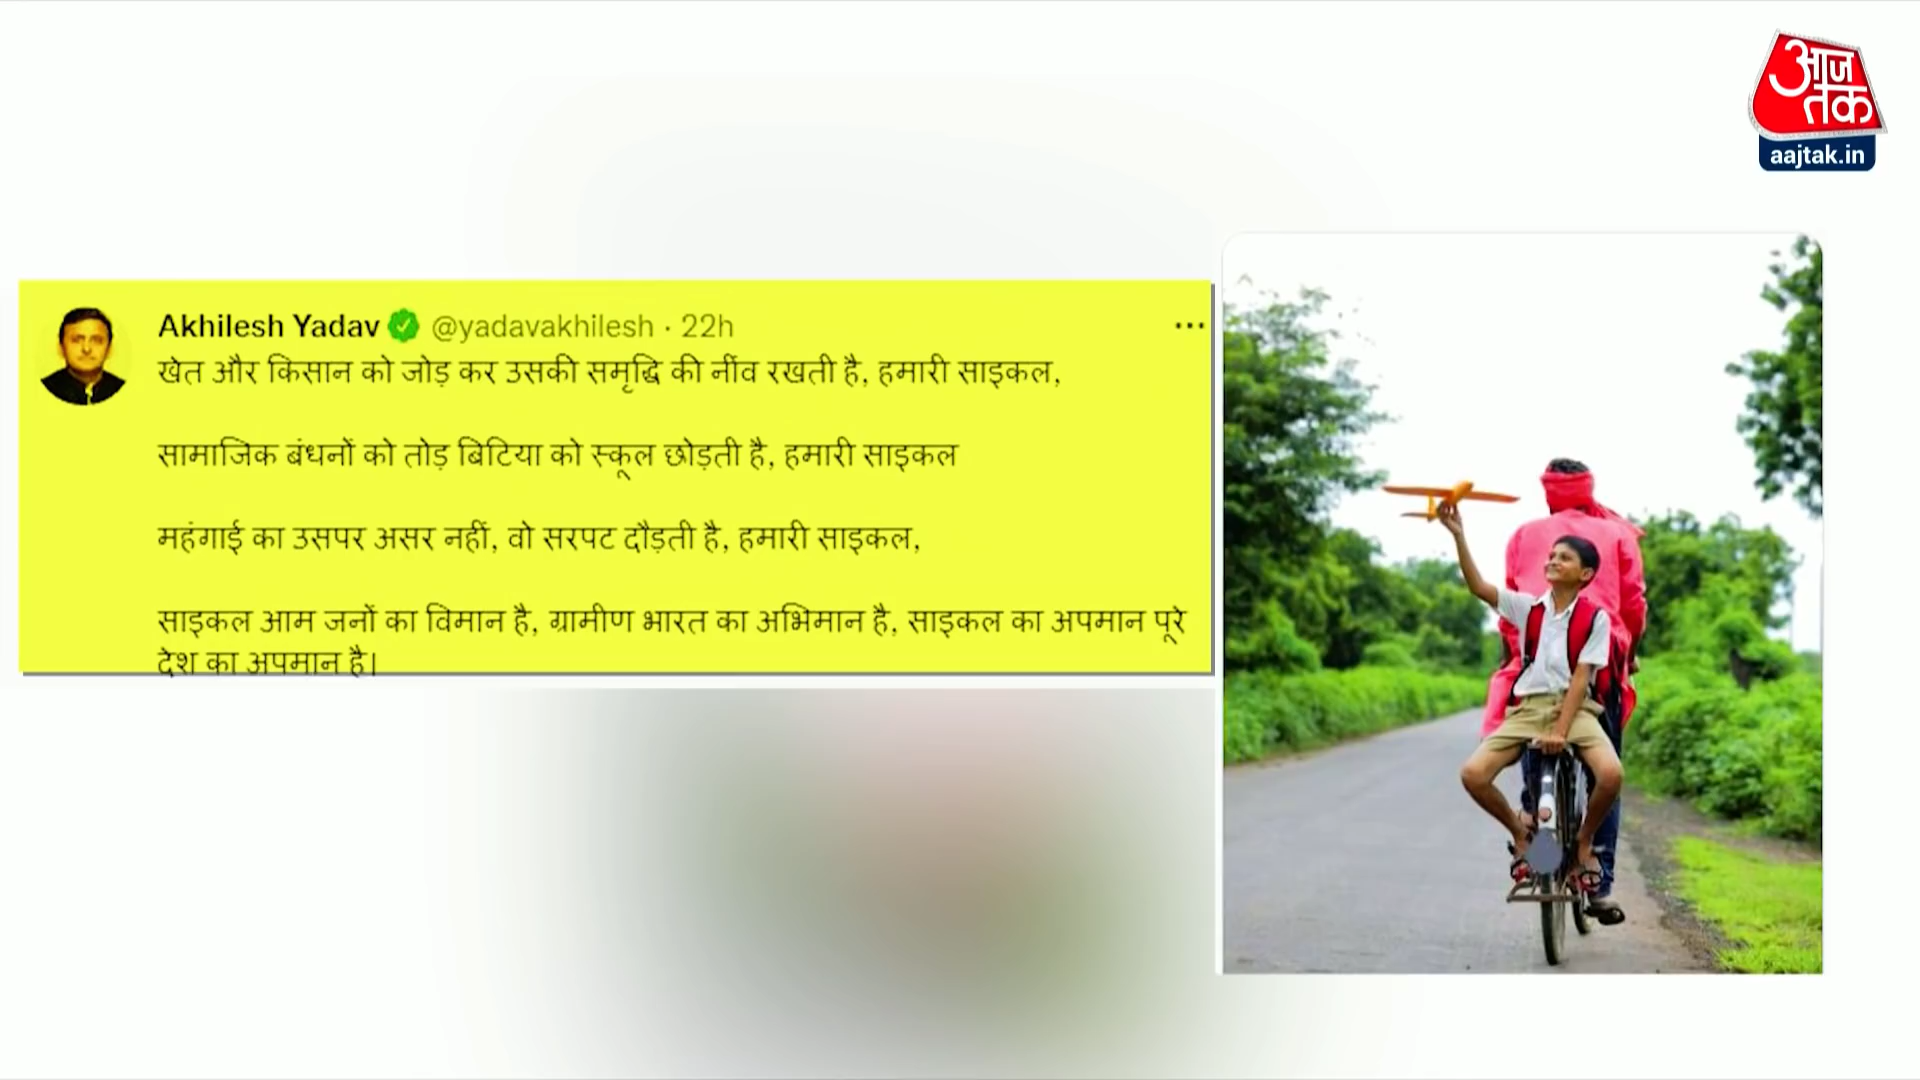 आज
तक
aajtak.in
Akhilesh Yadav @yadavakhilesh · 22h
खेत और किसान को जोड़ कर उसकी समृद्धि की नींव रखती है, हमारी साइकल,
सामाजिक बंधनों को तोड़ बिटिया को स्कूल छोड़ती है, हमारी साइकल
महंगाई का उसपर असर नहीं, वो सरपट दौड़ती है, हमारी साइकल,
साइकल आम जनों का विमान है, ग्रामीण भारत का अभिमान है, साइकल का अपमान पूरे
देश का अपमान है।